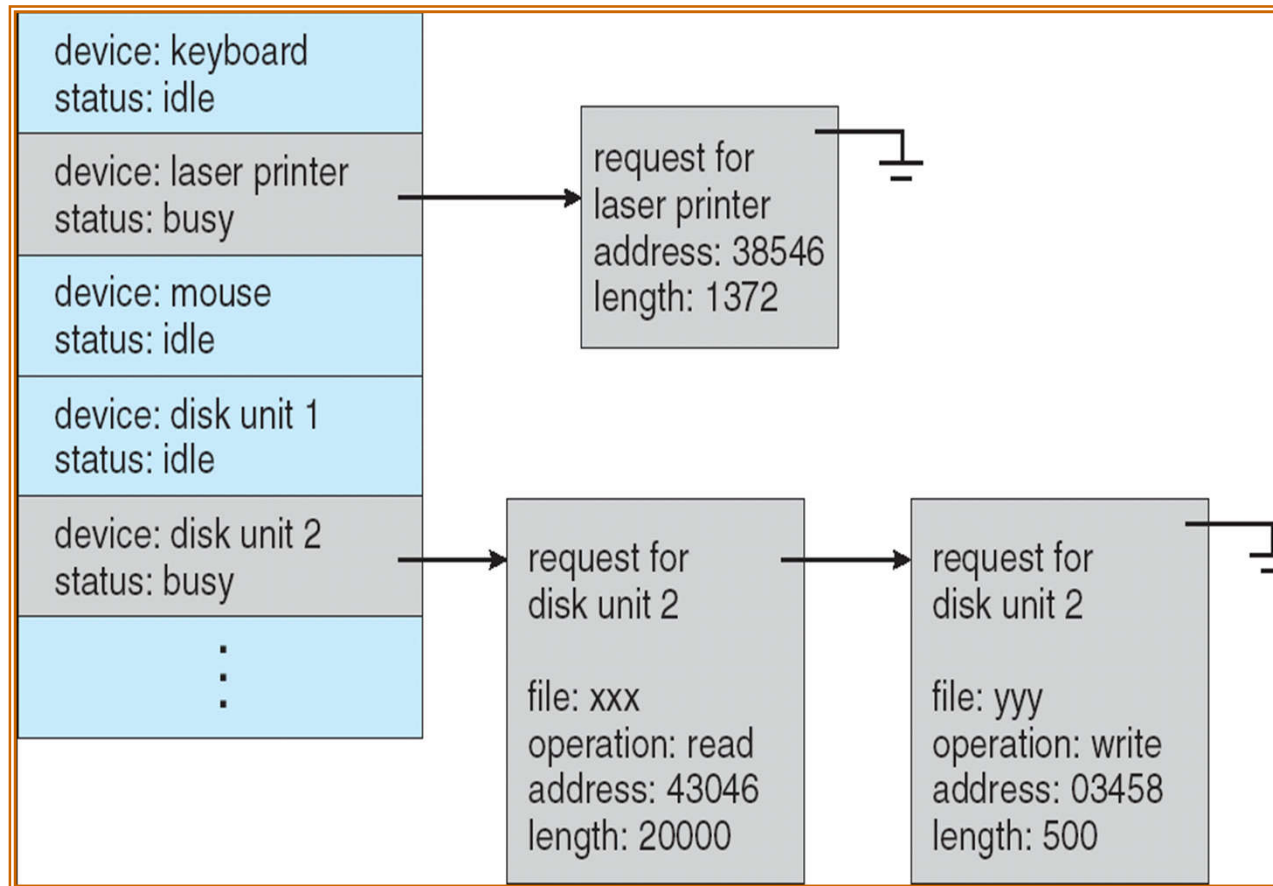 device: keyboard
status: idle
device: laser printer
status: busy
device: mouse
status: idle
device: disk unit 1
status: idle
device: disk unit 2
status: busy
request for
laser printer
address: 38546
length: 1372
request for
disk unit 2
file: xxx
operation: read
address: 43046
length: 20000
request for
disk unit 2
file: yyy
operation: write
address: 03458
length: 500